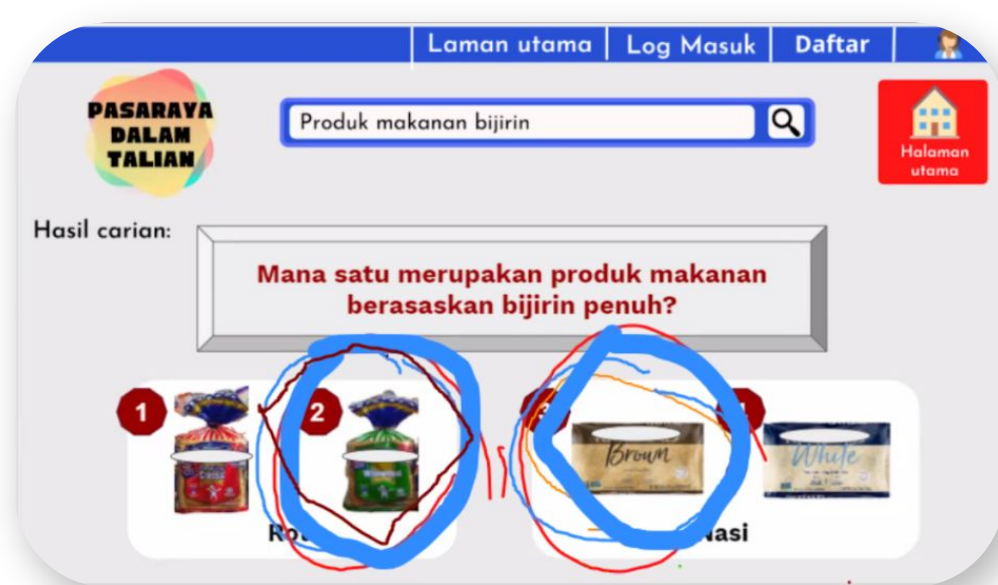 Laman utama
Log Masuk
Daftar
PASARAYA
DALAM
TALIAN
Produk makanan bijirin
Halaman
utama
Hasil carian:
Mana satu merupakan produk makanan
berasaskan bijirin penuh?
1
2
3
Brown
White
Nasi